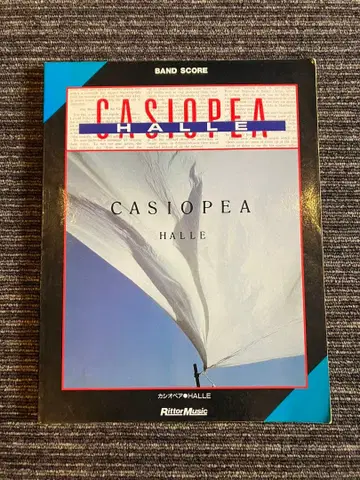 BAND SCORE
CASIOPEA
HALLE
CASIOPEA
HALLE
カシオペア●HALLE
RittorMusic